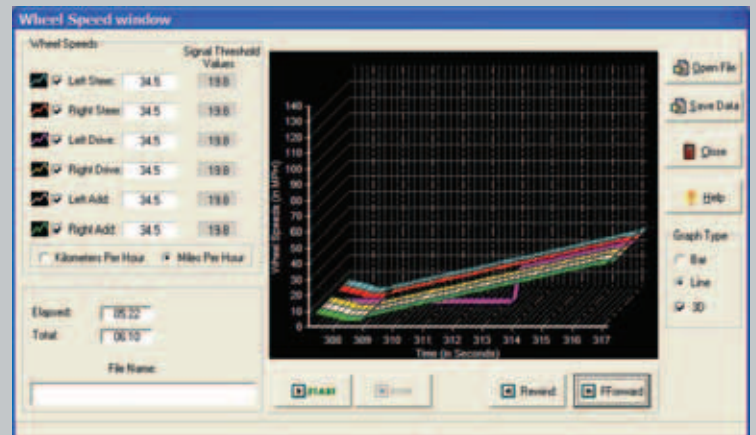 Wheel Speed window
Wheel Speeds
Signal Threshold
Values
Left Steer: 34.5 19.8
Right Steer: 34.5 19.8
Left Drive: 34.5 19.8
Right Drive: 34.5 19.8
Left Add: 34.5 19.8
Right Add: 34.5 19.8
Kilometers Per Hour Miles Per Hour
Elapsed: 05:22
Total: 06:10
File Name:
Wheel Speeds (in MPH)
140
130
120
110
100
90
80
70
60
50
40
30
20
10
0
308 309 310 311 312 313 314 315 316 317
Time (in Seconds)
START
Rewind
FForward
Open File
Save Data
Close
Help
Graph Type
Bar
Line
3D